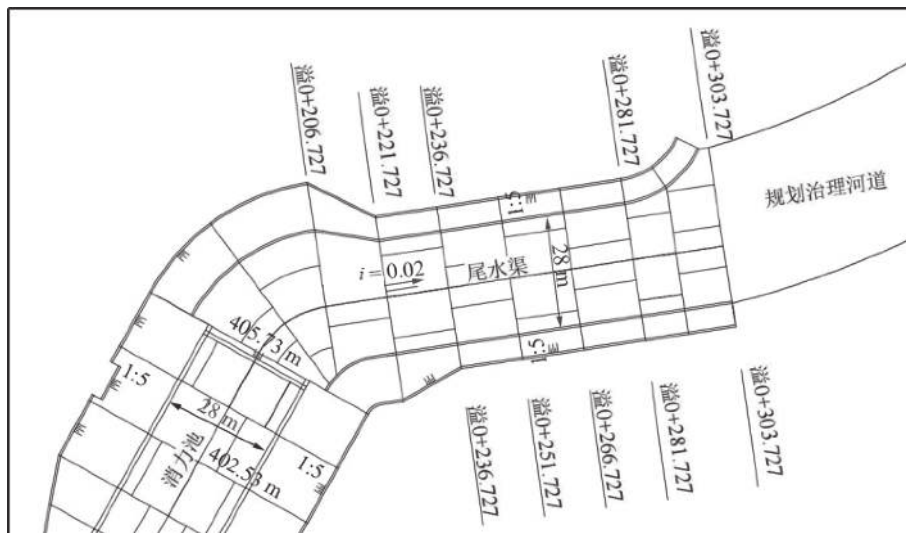 溢0+206.727
溢0+221.727
溢0+236.727
溢0+281.727
溢0+303.727
规划治理河道
1:5
i = 0.02
尾水渠
28 m
1:5
405.73 m
1:5
28 m
402.53 m
1:5
消力池
溢0+236.727
溢0+251.727
溢0+266.727
溢0+281.727
溢0+303.727